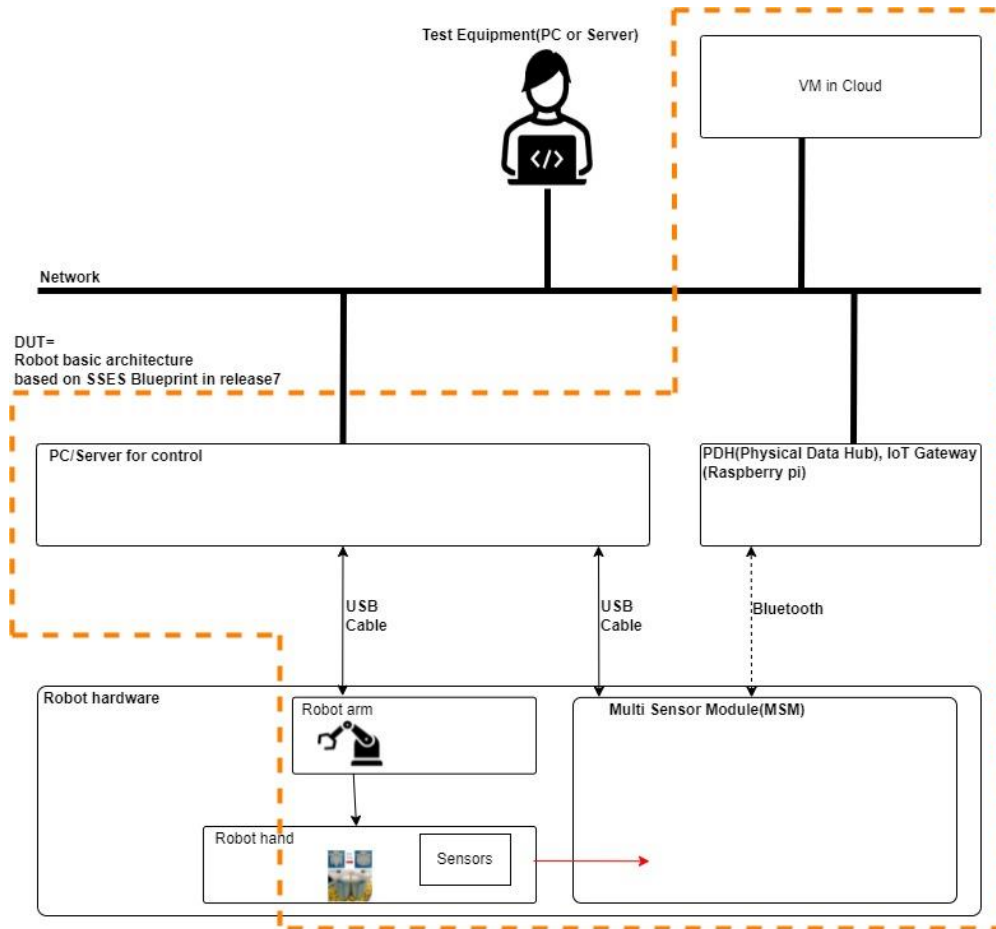 Test Equipment(PC or Server)
VM in Cloud
</>
Network
DUT=
Robot basic architecture
based on SSES Blueprint in release7
PC/Server for control
PDH(Physical Data Hub), IoT Gateway
(Raspberry pi)
USB
Cable
USB
Cable
Bluetooth
Robot hardware
Robot arm
Multi Sensor Module(MSM)
Robot hand
Sensors